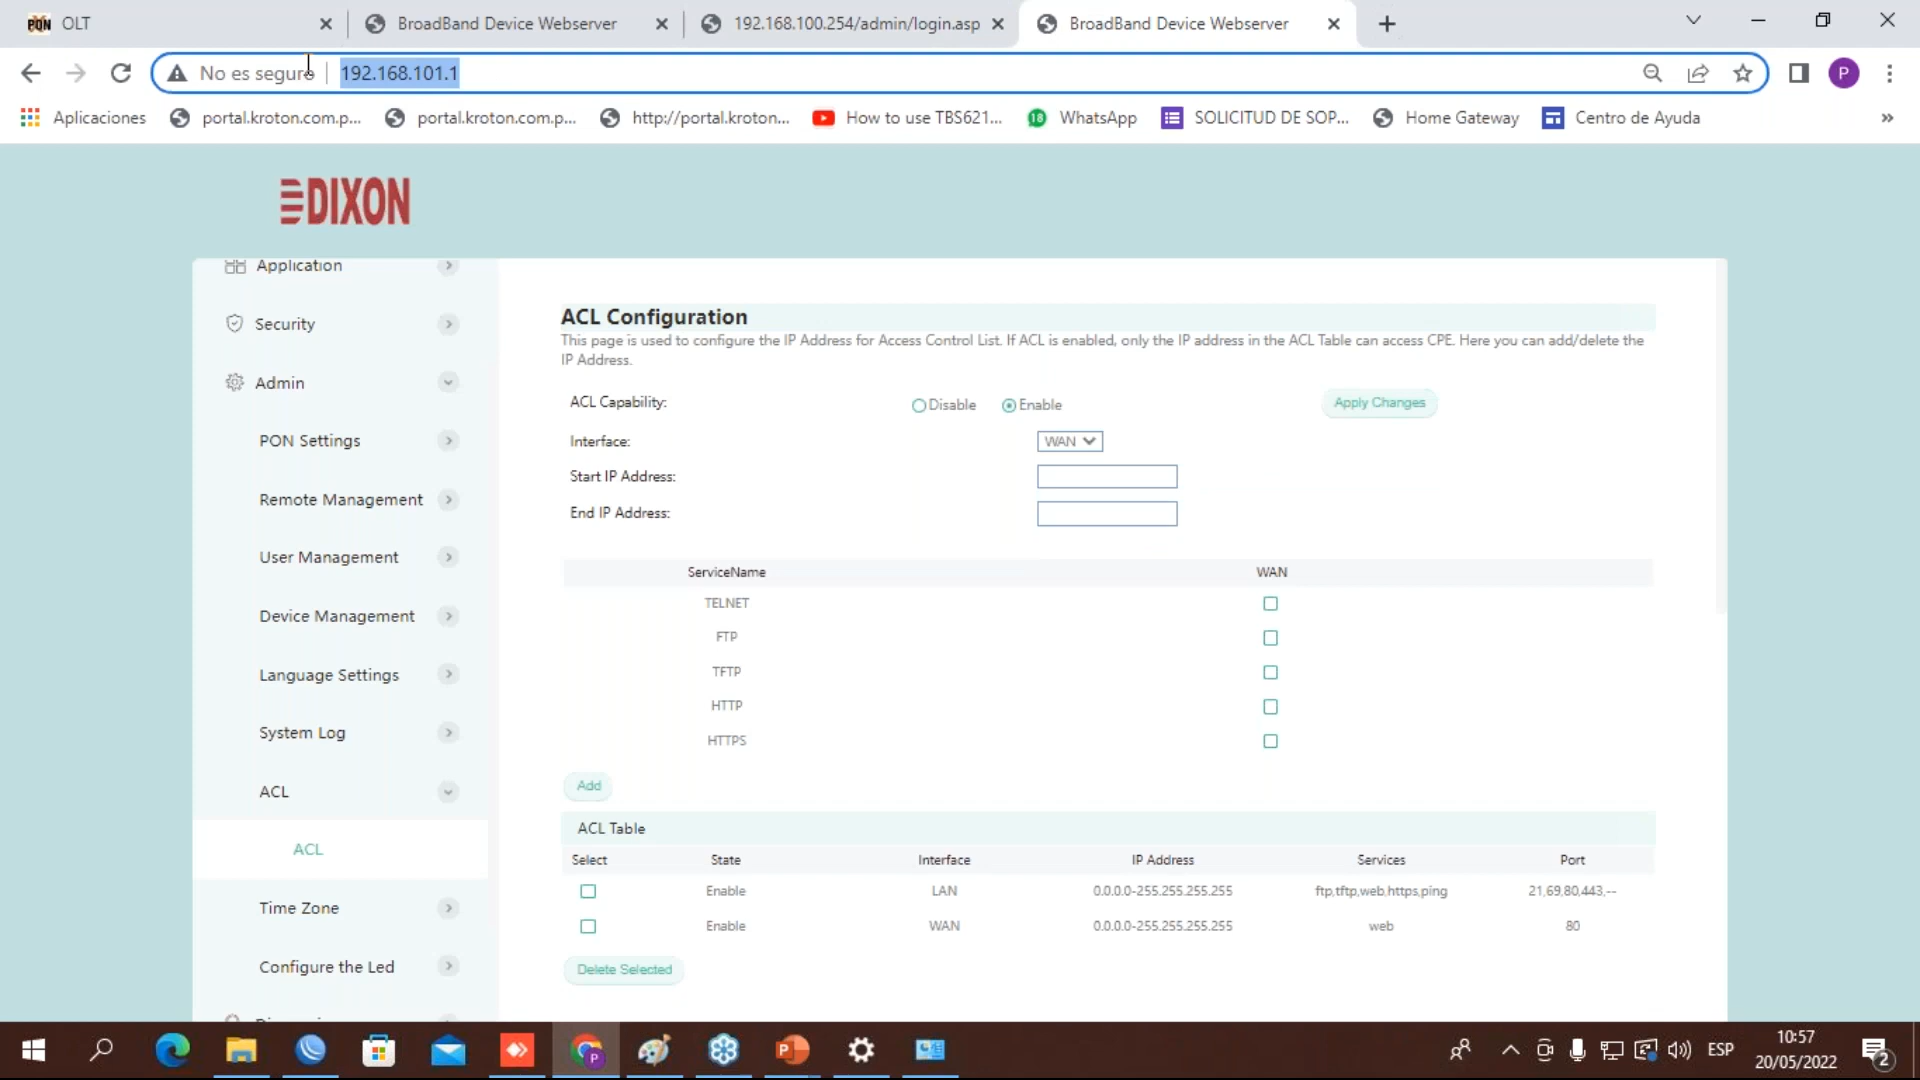 PON OLT
BroadBand Device Webserver
192.168.100.254/admin/login.asp
BroadBand Device Webserver
No es seguro
192.168.101.1
P
Aplicaciones
portal.kroton.com.p...
portal.kroton.com.p...
http://portal.kroton...
How to use TBS621...
18 WhatsApp
SOLICITUD DE SOP...
Home Gateway
Centro de Ayuda
»
DIXON
Application
Security
Admin
PON Settings
Remote Management
User Management
Device Management
Language Settings
System Log
ACL
ACL
Time Zone
Configure the Led
ACL Configuration
This page is used to configure the IP Address for Access Control List. If ACL is enabled, only the IP address in the ACL Table can access CPE. Here you can add/delete the
IP Address.
ACL Capability: Disable Enable Apply Changes
Interface: WAN
Start IP Address:
End IP Address:
ServiceName WAN
TELNET
FTP
TFTP
HTTP
HTTPS
Add
ACL Table
Select State Interface IP Address Services Port
Enable LAN 0.0.0.0-255.255.255.255 ftp,tftp,web,https,ping 21,69,80,443,--
Enable WAN 0.0.0.0-255.255.255.255 web 80
Delete Selected
P
P
ESP
10:57
20/05/2022
2